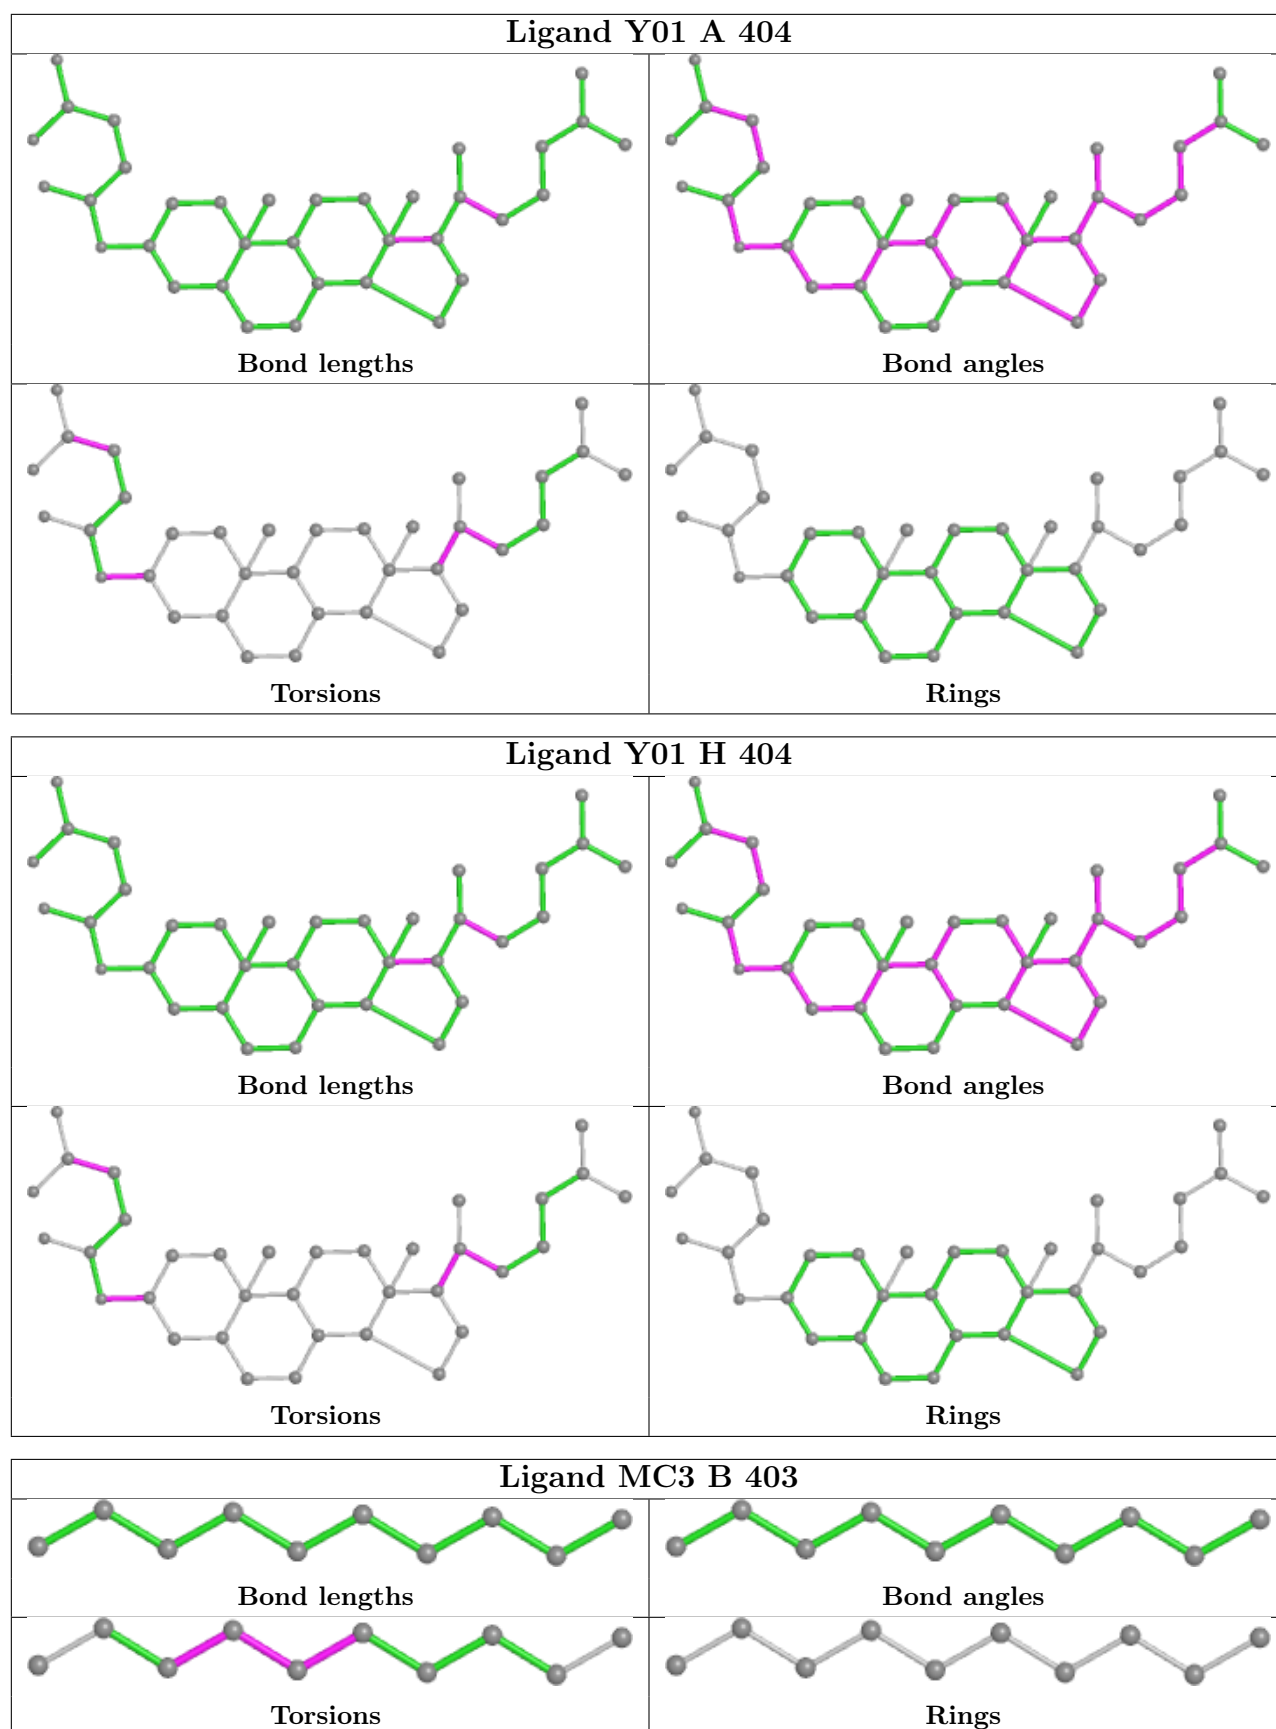 Ligand Y01 A 404
Bond lengths
Bond angles
Torsions
Rings
Ligand Y01 H 404
Bond lengths
Bond angles
Torsions
Rings
Ligand MC3 B 403
Bond lengths
Bond angles
Torsions
Rings